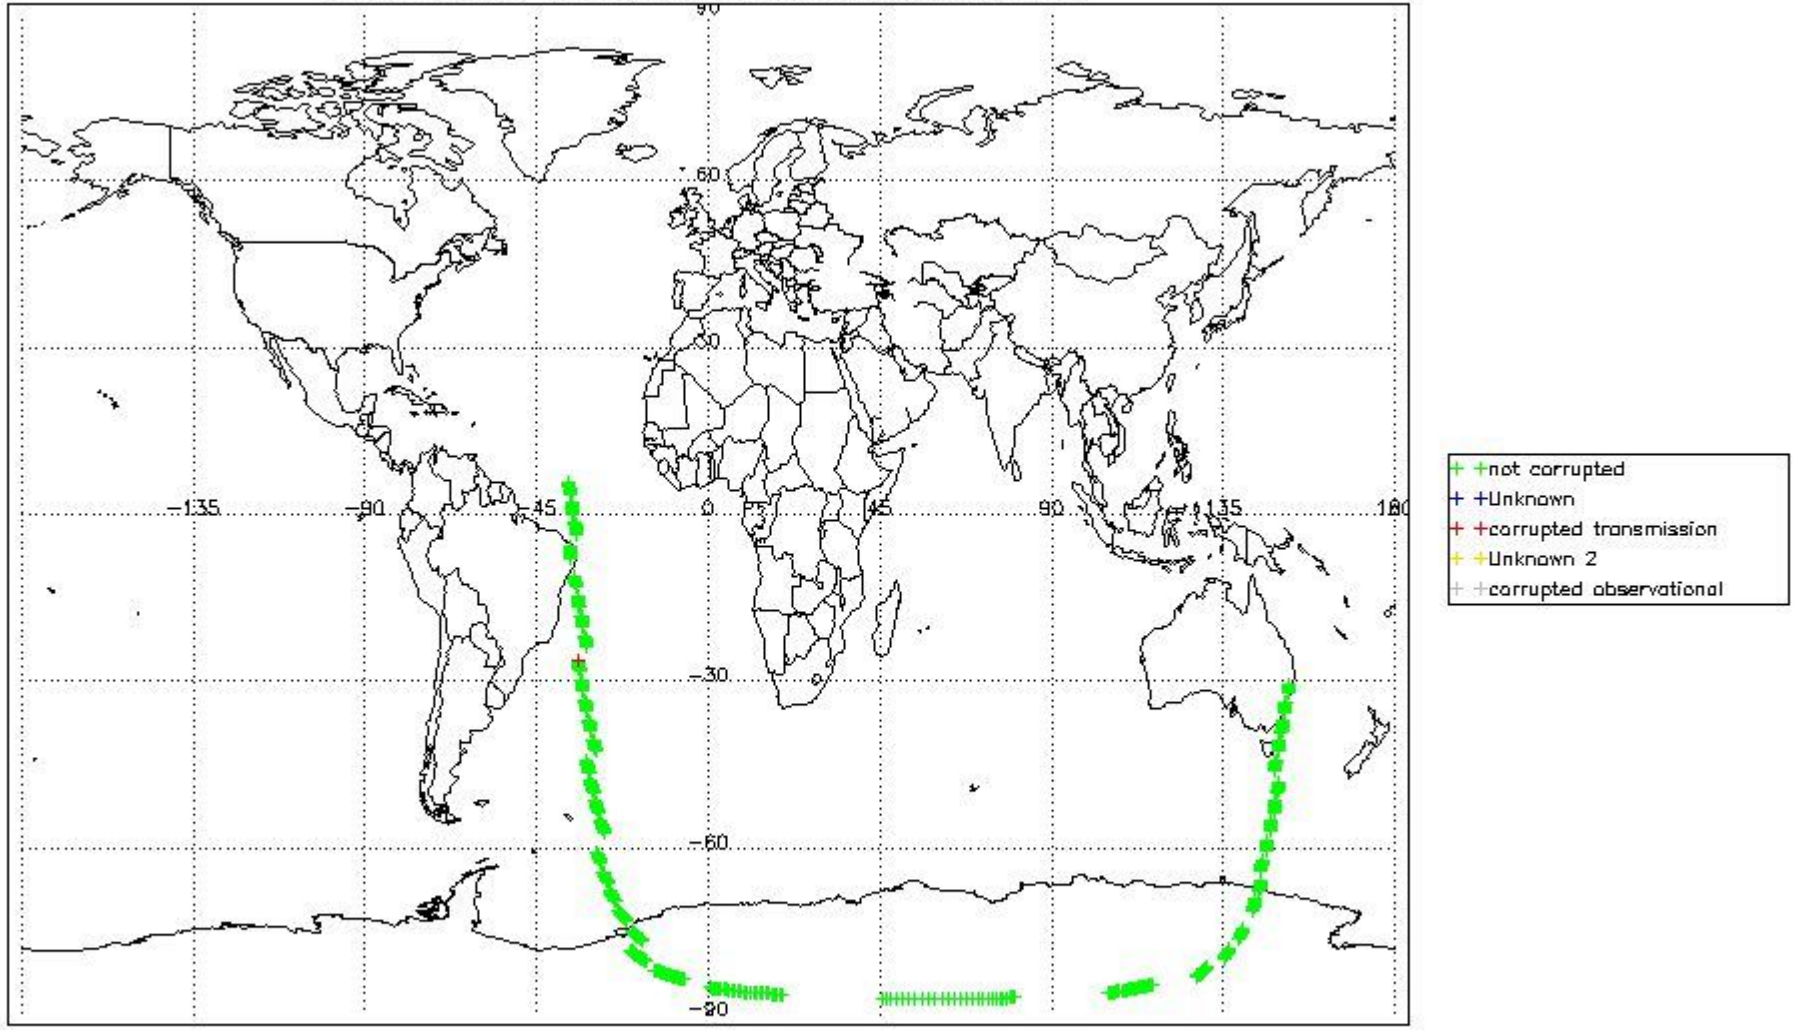 90
60
30
-135 -90 -45 0 45 90 135 180
-30
-60
-90
not corrupted
Unknown
corrupted transmission
Unknown 2
corrupted observational